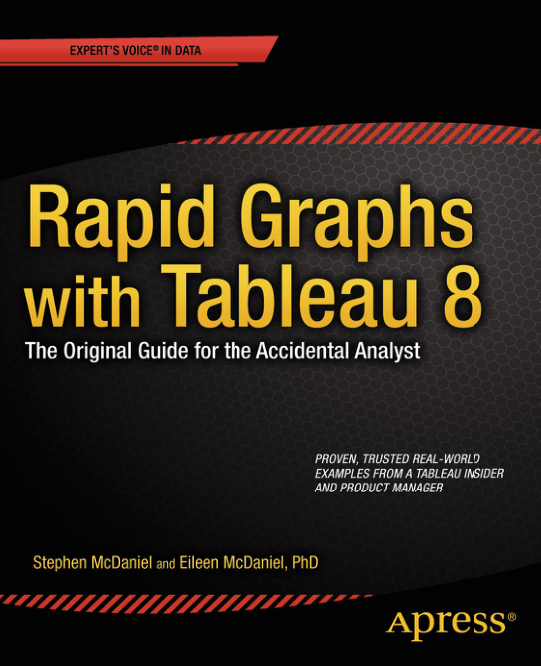 EXPERT'S VOICE® IN DATA
Rapid Graphs
with Tableau 8
The Original Guide for the Accidental Analyst
PROVEN, TRUSTED REAL-WORLD
EXAMPLES FROM A TABLEAU INSIDER
AND PRODUCT MANAGER
Stephen McDaniel and Eileen McDaniel, PhD
Apress®